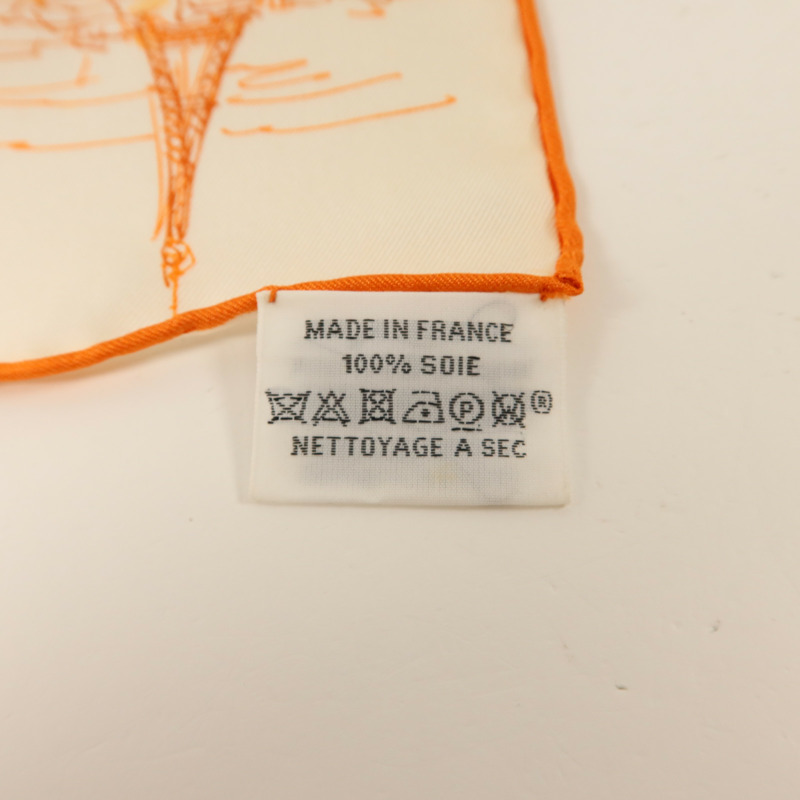 MADE IN FRANCE
100% SOIE
P W ®
NETTOYAGE A SEC